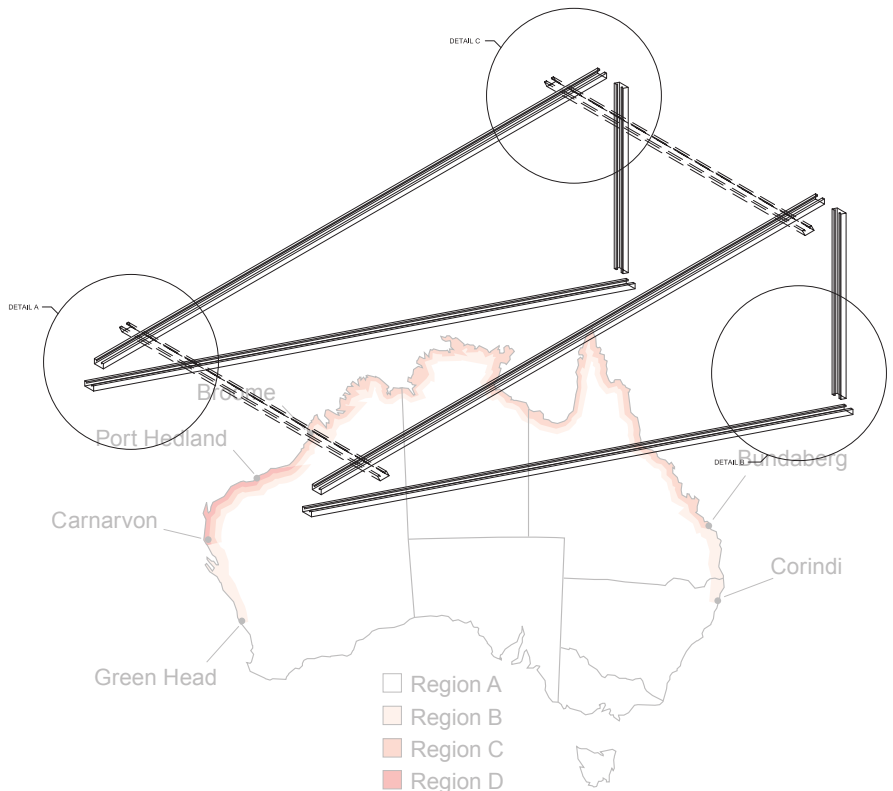 DETAIL C
DETAIL A
Broome
Port Hedland
DETAIL B
Bundaberg
Carnarvon
Corindi
Green Head
Region A
Region B
Region C
Region D